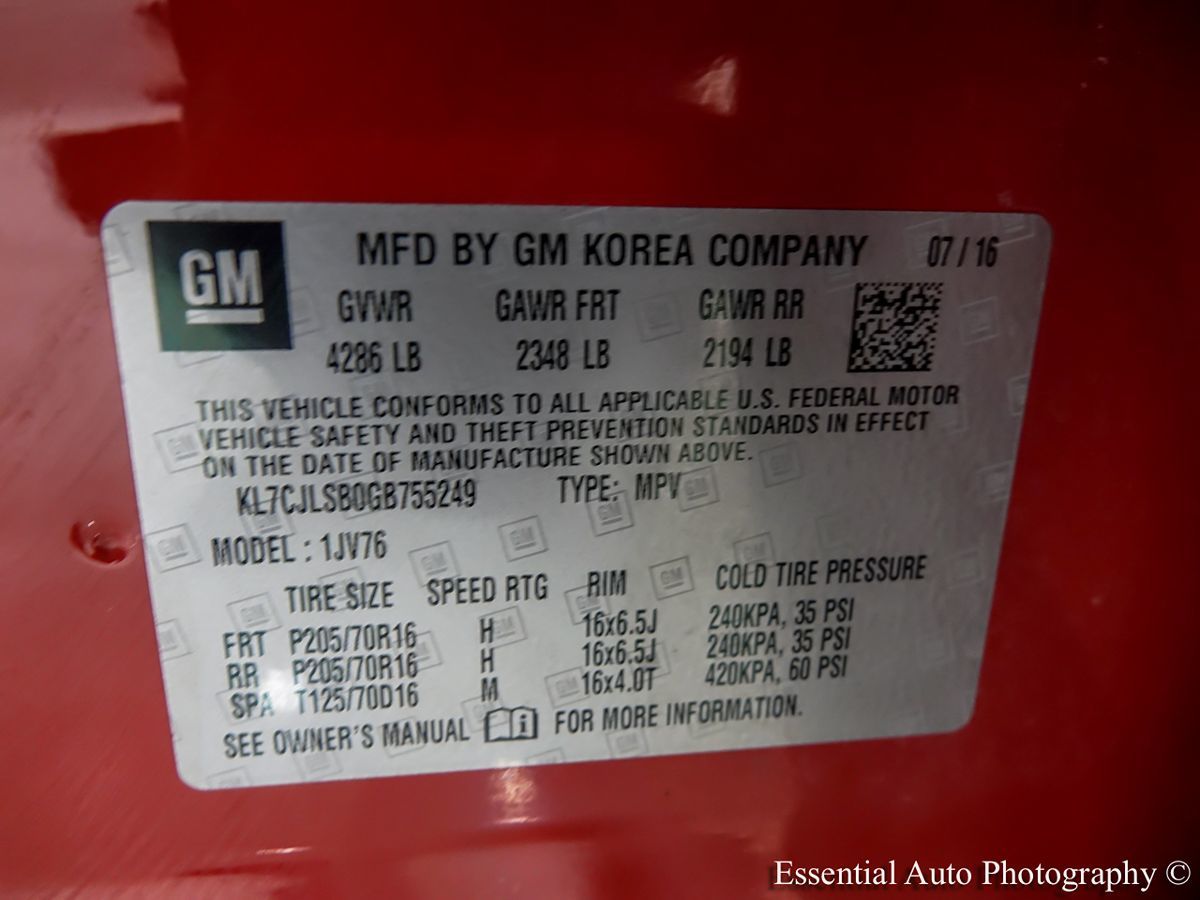 GM
MFD BY GM KOREA COMPANY 07/16
GVWR GAWR FRT GAWR RR
4286 LB 2348 LB 2194 LB
THIS VEHICLE CONFORMS TO ALL APPLICABLE U.S. FEDERAL MOTOR
VEHICLE SAFETY AND THEFT PREVENTION STANDARDS IN EFFECT
ON THE DATE OF MANUFACTURE SHOWN ABOVE.
KL7CJLSB0GB755249 TYPE: MPV
MODEL : 1JV76
TIRE SIZE SPEED RTG RIM COLD TIRE PRESSURE
FRT P205/70R16 H 16x6.5J 240KPA, 35 PSI
RR P205/70R16 H 16x6.5J 240KPA, 35 PSI
SPA T125/70D16 M 16x4.0T 420KPA, 60 PSI
SEE OWNER'S MANUAL i FOR MORE INFORMATION.
Essential Auto Photography ©